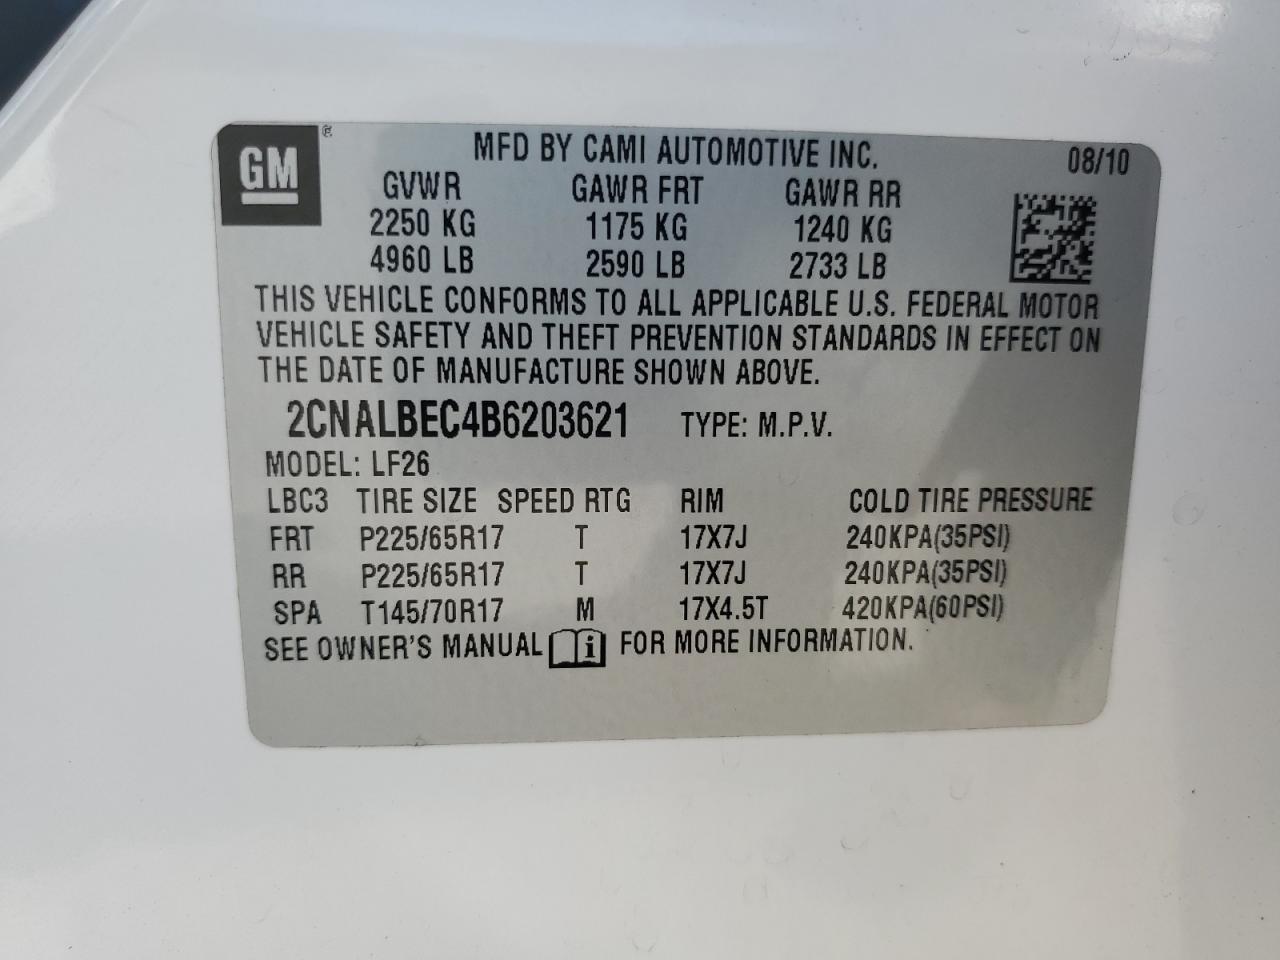 GM®
MFD BY CAMI AUTOMOTIVE INC. 08/10
GVWR GAWR FRT GAWR RR
2250 KG 1175 KG 1240 KG
4960 LB 2590 LB 2733 LB
THIS VEHICLE CONFORMS TO ALL APPLICABLE U.S. FEDERAL MOTOR
VEHICLE SAFETY AND THEFT PREVENTION STANDARDS IN EFFECT ON
THE DATE OF MANUFACTURE SHOWN ABOVE.
2CNALBEC4B6203621 TYPE: M.P.V.
MODEL: LF26
LBC3 TIRE SIZE SPEED RTG RIM COLD TIRE PRESSURE
FRT P225/65R17 T 17X7J 240KPA(35PSI)
RR P225/65R17 T 17X7J 240KPA(35PSI)
SPA T145/70R17 M 17X4.5T 420KPA(60PSI)
SEE OWNER'S MANUAL i FOR MORE INFORMATION.